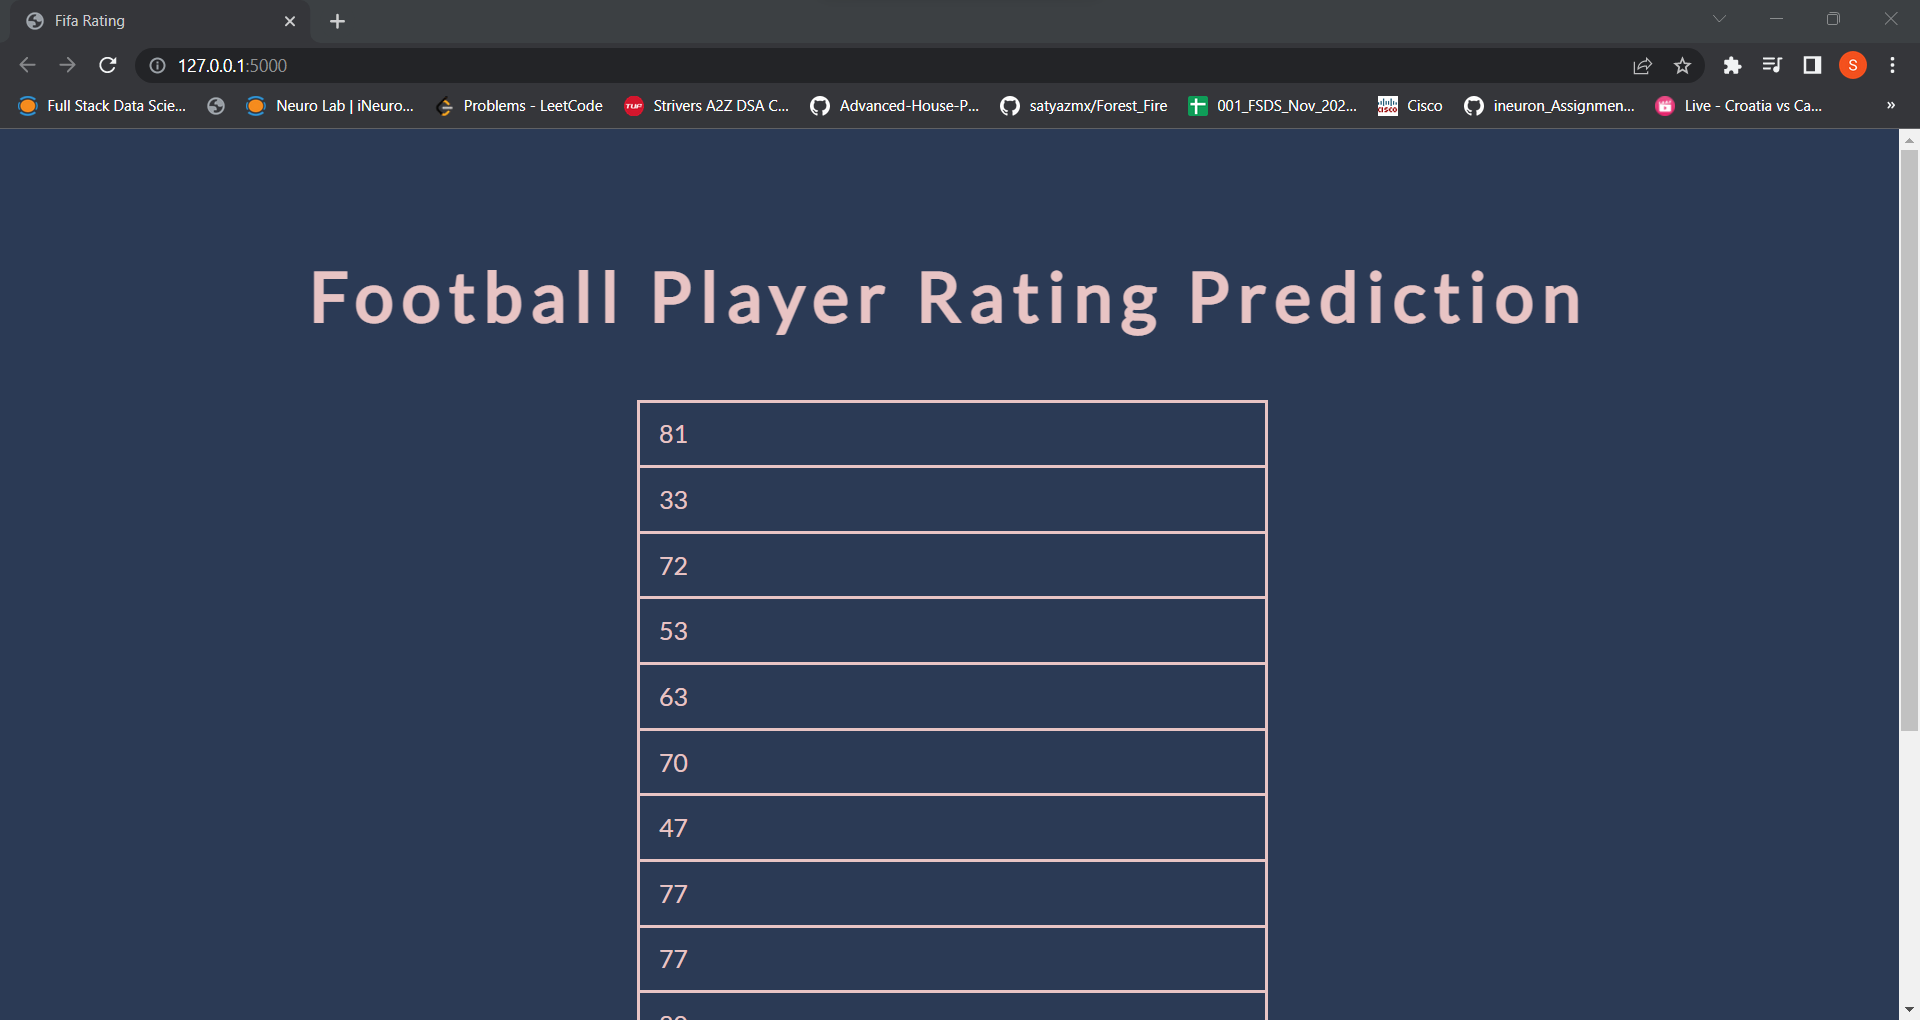 Fifa Rating
127.0.0.1:5000
S
Full Stack Data Scie... Neuro Lab | iNeuro... Problems - LeetCode TUF Strivers A2Z DSA C... Advanced-House-P... satyazmx/Forest_Fire 001_FSDS_Nov_202... CISCO Cisco ineuron_Assignmen... Live - Croatia vs Ca... »
Football Player Rating Prediction
81
33
72
53
63
70
47
77
77